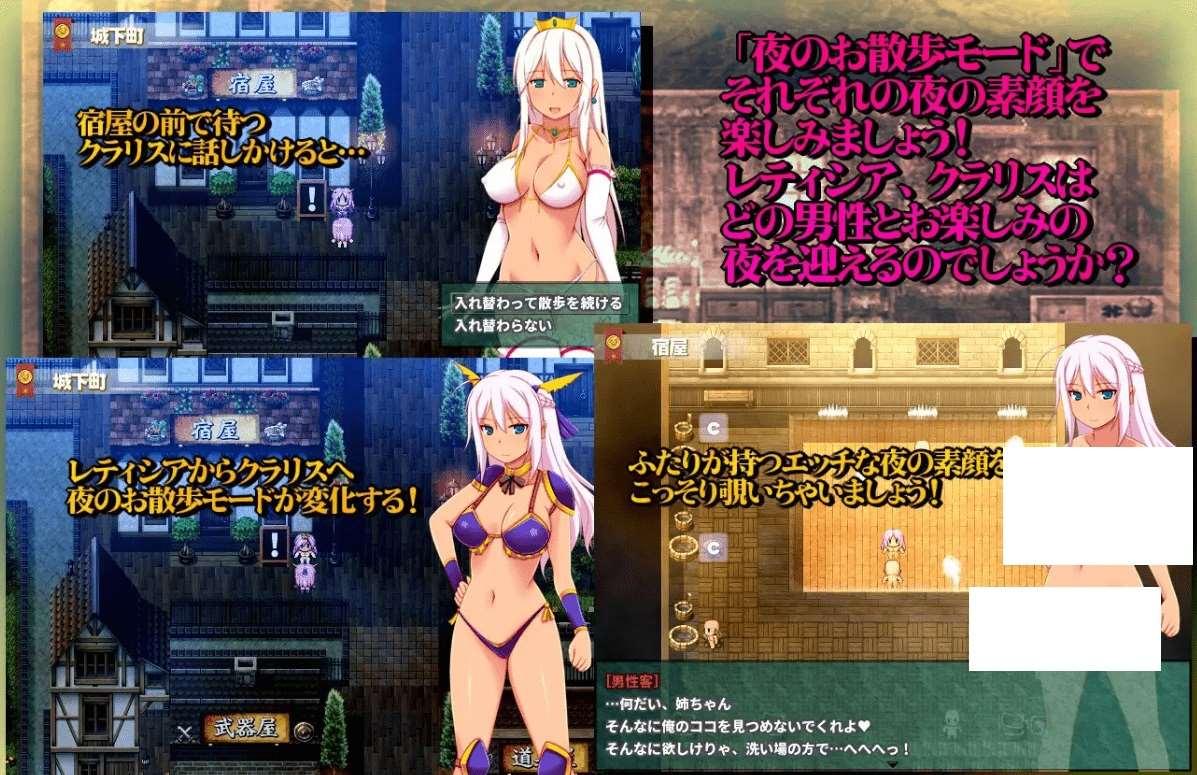 城下町
宿屋
宿屋の前で待つ
クラリスに話しかけると…
!
入れ替わって散歩を続ける
入れ替わらない
「夜のお散歩モード」で
それぞれの夜の素顔を
楽しみましょう!
レティシア、クラリスは
どの男性とお楽しみの
夜を迎えるのでしょうか?
城下町
宿屋
レティシアからクラリスへ
夜のお散歩モードが変化する!
!
武器屋
宿屋
C
ふたりが持つエッチな夜の素顔を
こっそり覗いちゃいましょう!
C
[男性客]
…何だい、姉ちゃん
そんなに俺のココを見つめないでくれよ♥
そんなに欲しけりゃ、洗い場の方で…へへへっ!